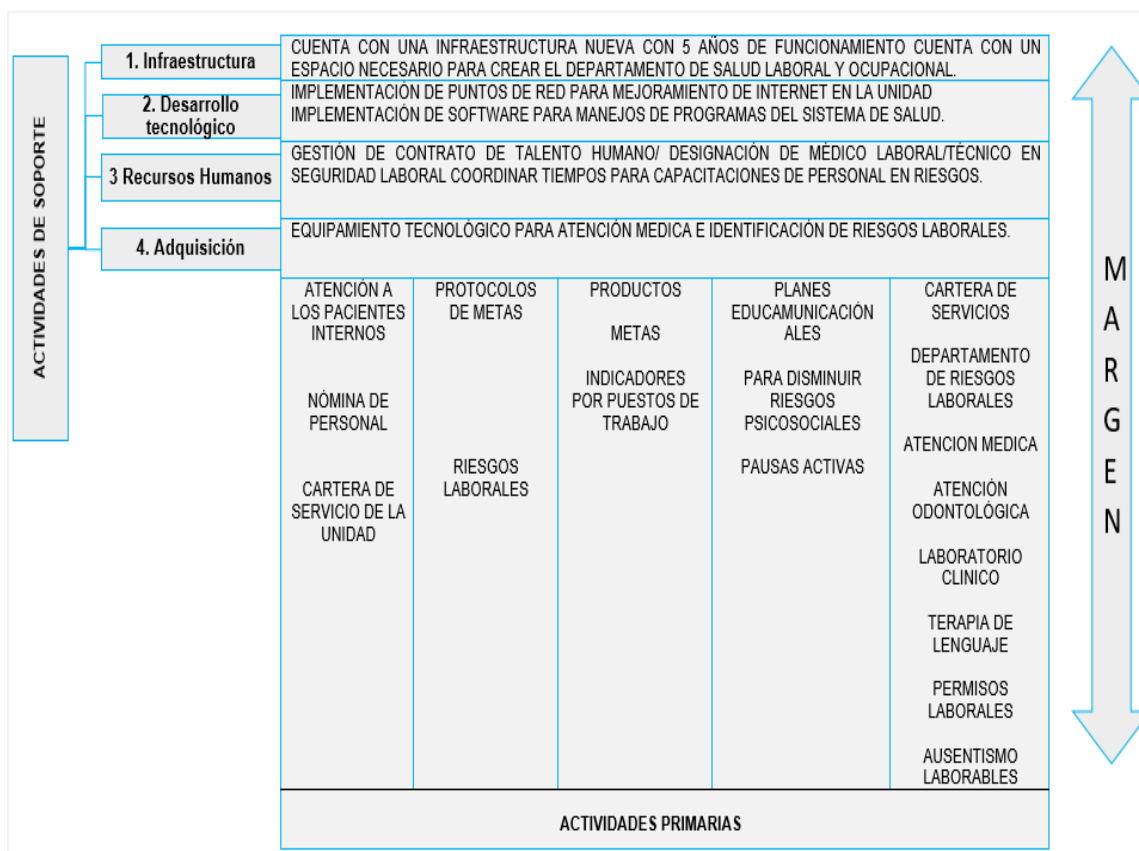 ACTIVIDADES DE SOPORTE
1. Infraestructura
CUENTA CON UNA INFRAESTRUCTURA NUEVA CON 5 AÑOS DE FUNCIONAMIENTO CUENTA CON UN
ESPACIO NECESARIO PARA CREAR EL DEPARTAMENTO DE SALUD LABORAL Y OCUPACIONAL.
2. Desarrollo
tecnológico
IMPLEMENTACIÓN DE PUNTOS DE RED PARA MEJORAMIENTO DE INTERNET EN LA UNIDAD
IMPLEMENTACIÓN DE SOFTWARE PARA MANEJOS DE PROGRAMAS DEL SISTEMA DE SALUD.
3 Recursos Humanos
GESTIÓN DE CONTRATO DE TALENTO HUMANO/ DESIGNACIÓN DE MÉDICO LABORAL/TÉCNICO EN
SEGURIDAD LABORAL COORDINAR TIEMPOS PARA CAPACITACIONES DE PERSONAL EN RIESGOS.
4. Adquisición
EQUIPAMIENTO TECNOLÓGICO PARA ATENCIÓN MEDICA E IDENTIFICACIÓN DE RIESGOS LABORALES.
ATENCIÓN A
LOS PACIENTES
INTERNOS
NÓMINA DE
PERSONAL
CARTERA DE
SERVICIO DE LA
UNIDAD
PROTOCOLOS
DE METAS
RIESGOS
LABORALES
PRODUCTOS
METAS
INDICADORES
POR PUESTOS DE
TRABAJO
PLANES
EDUCAMUNICACIÓN
ALES
PARA DISMINUIR
RIESGOS
PSICOSOCIALES
PAUSAS ACTIVAS
CARTERA DE
SERVICIOS
DEPARTAMENTO
DE RIESGOS
LABORALES
ATENCION MEDICA
ATENCIÓN
ODONTOLÓGICA
LABORATORIO
CLINICO
TERAPIA DE
LENGUAJE
PERMISOS
LABORALES
AUSENTISMO
LABORABLES
ACTIVIDADES PRIMARIAS
MARGEN